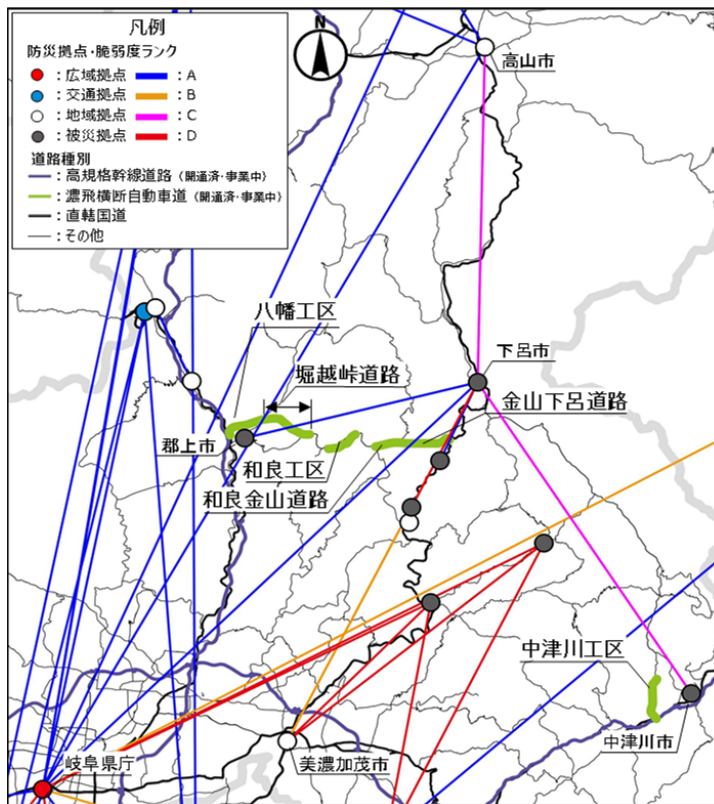 凡例
防災拠点・脆弱度ランク
：広域拠点 ：A
：交通拠点 ：B
：地域拠点 ：C
：被災拠点 ：D
道路種別
：高規格幹線道路（開通済・事業中）
：濃飛横断自動車道（開通済・事業中）
：直轄国道
：その他
N
高山市
八幡工区
下呂市
堀越峠道路
金山下呂道路
郡上市
和良工区
和良金山道路
中津川工区
中津川市
岐阜県庁
美濃加茂市